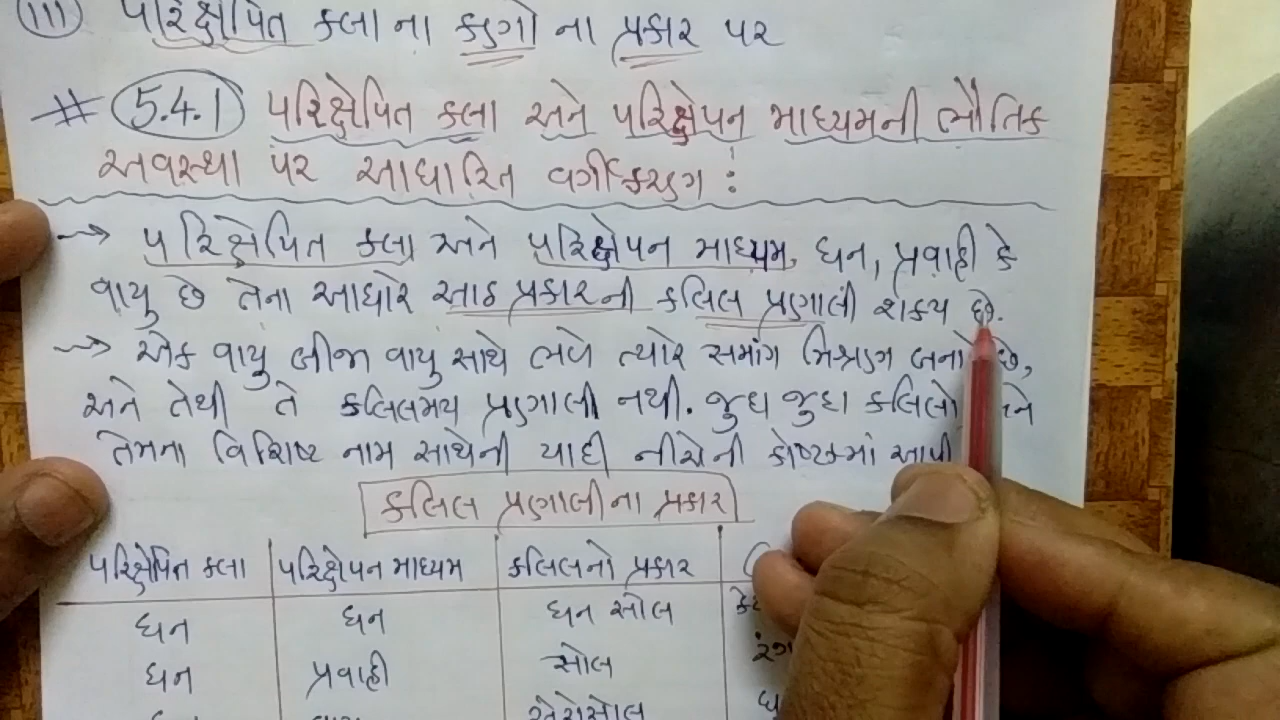 (iii) પરિક્ષેપિત કલા ના કણો ના પ્રકાર પર
# 5.4.1 પરિક્ષેપિત કલા અને પરિક્ષેપન માધ્યમની ભૌતિક
અવસ્થા પર આધારિત વર્ગીકરણ :
→ પરિક્ષેપિત કલા અને પરિક્ષેપન માધ્યમ, ઘન, પ્રવાહી કે
વાયુ છે તેના આધારે આઠ પ્રકારની કલિલ પ્રણાલી શક્ય છે.
→ એક વાયુ બીજા વાયુ સાથે ભળે ત્યારે સમાંગ મિશ્રણ બનાવે છે,
અને તેથી તે કલિલમય પ્રણાલી નથી. જુદા જુદા કલિલો
તેમના વિશિષ્ટ નામ સાથેની યાદી નીચેની કોષ્ટકમાં આપી
કલિલ પ્રણાલીના પ્રકાર
પરિક્ષેપિત કલા પરિક્ષેપન માધ્યમ કલિલનો પ્રકાર
ઘન ઘન ઘન સોલ
ઘન પ્રવાહી સોલ
એરોસોલ